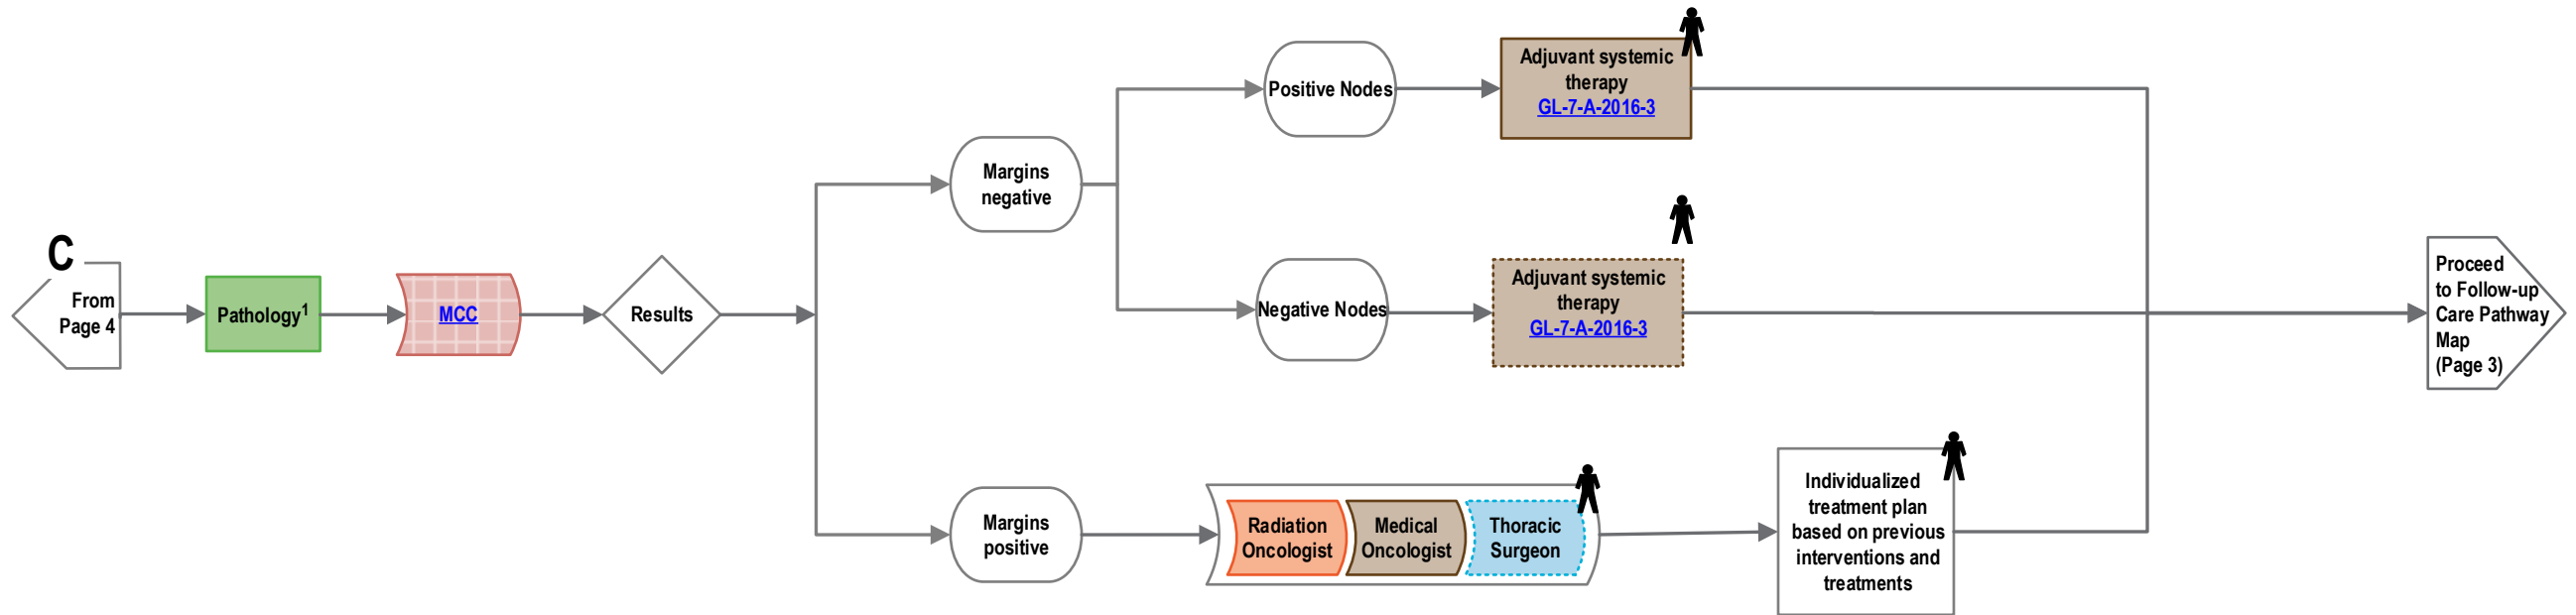 C
From
Page 4
Pathology¹
MCC
Results
Margins
negative
Positive Nodes
Adjuvant systemic
therapy
GL-7-A-2016-3
Negative Nodes
Adjuvant systemic
therapy
GL-7-A-2016-3
Margins
positive
Radiation
Oncologist
Medical
Oncologist
Thoracic
Surgeon
Individualized
treatment plan
based on previous
interventions and
treatments
Proceed
to Follow-up
Care Pathway
Map
(Page 3)